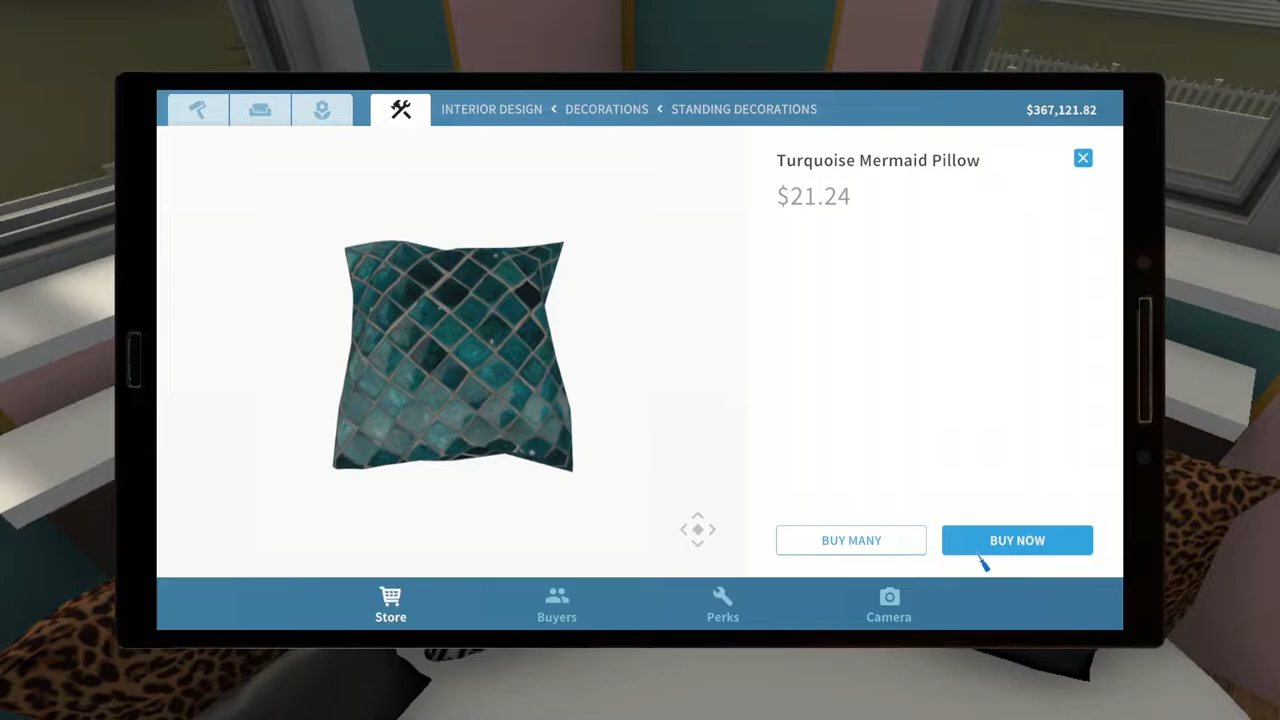 INTERIOR DESIGN < DECORATIONS < STANDING DECORATIONS
$367,121.82
Turquoise Mermaid Pillow
$21.24
BUY MANY
BUY NOW
Store
Buyers
Perks
Camera